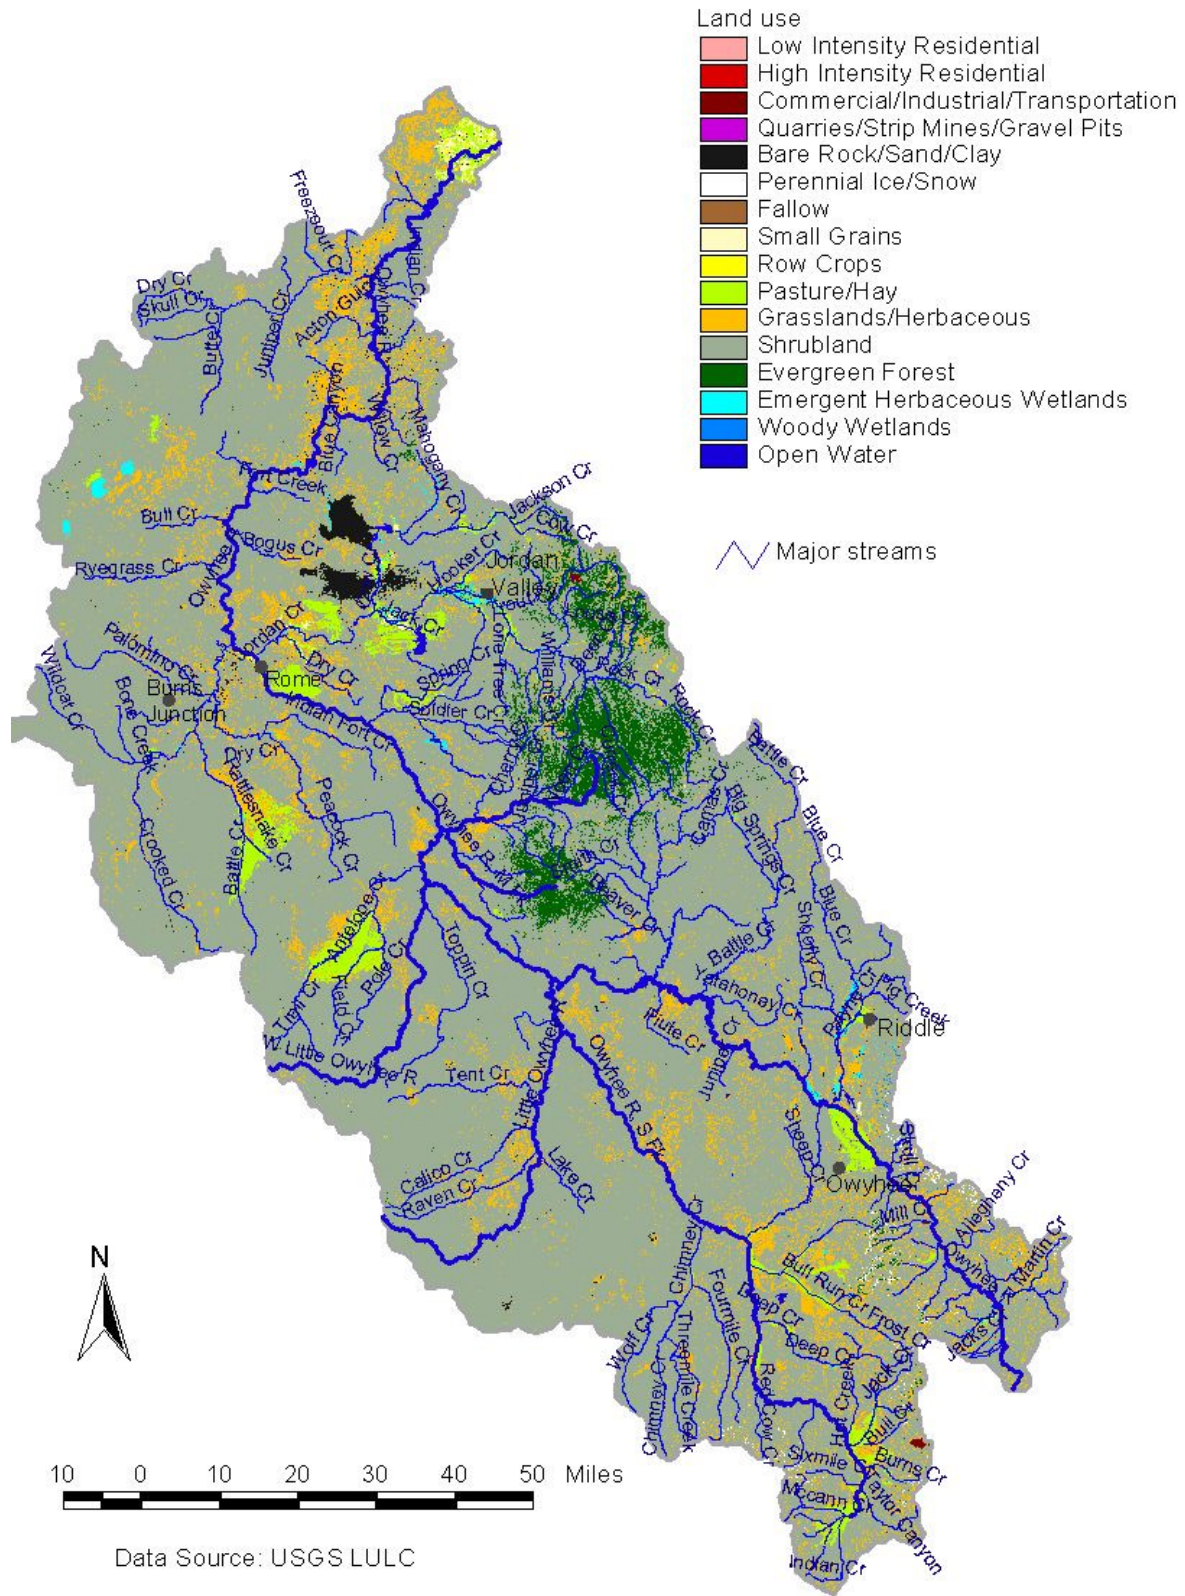 Land use
Low Intensity Residential
High Intensity Residential
Commercial/Industrial/Transportation
Quarries/Strip Mines/Gravel Pits
Bare Rock/Sand/Clay
Perennial Ice/Snow
Fallow
Small Grains
Row Crops
Pasture/Hay
Grasslands/Herbaceous
Shrubland
Evergreen Forest
Emergent Herbaceous Wetlands
Woody Wetlands
Open Water
Major streams
Freezeout Cr
Dry Cr
Skull Cr
Butte Cr
Juniper Cr
Owyhee R
Blue Canyon
Willow Cr
Mahogany Cr
Bull Cr
Bogus Cr
Ryegrass Cr
Owyhee
Jackson Cr
Cow Cr
Hooker Cr
Jordan
Valley
Jack Cr
Jordan Cr
Lone Tree
Spring Cr
Dry Cr
Rome
Palomino Cr
Wildcat Cr
Burns
Junction
Bone Creek
Indian Fort Cr
Soldier Cr
Rock Cr
Dry Cr
Rattlesnake Cr
Peacock Cr
Battle Cr
Crooked Cr
Battle Cr
Blue Cr
Camas Cr
Big Springs Cr
Blue Cr
Shoofly Cr
Beaver Cr
Antelope Cr
Toppin Cr
Pole Cr
Field Cr
Trail Cr
W Little Owyhee R
Tent Cr
Little Owyhee
Owyhee R, S Fk
Piute Cr
Juniper Cr
Yatahoney Cr
Pig Creek
Payne Cr
Riddle
Sheep Cr
Owyhee
Calico Cr
Raven Cr
Lake Cr
Mill Cr
Allegheny Cr
Martin Cr
Owyhee R
Jacks Cr
Chimney Cr
Fourmile Cr
Bull Run Cr
Frost Cr
Deep Cr
Deep Cr
Wolf Cr
Threemile Creek
Chimney Cr
Red Cow Cr
Jack Cr
Bull Cr
Burns Cr
Sixmile Cr
Mccann Cr
Taylor Canyon
Indian Cr
N
10 0 10 20 30 40 50 Miles
Data Source: USGS LULC